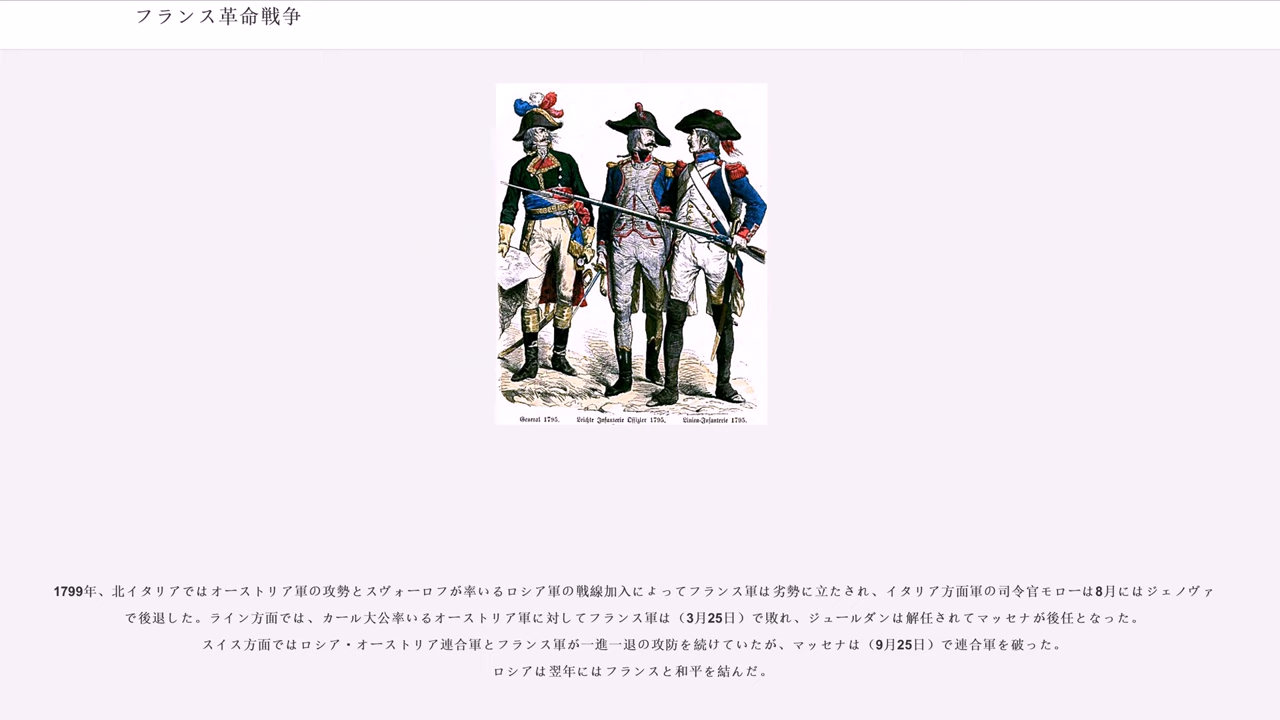 フランス革命戦争
General 1795. Leichte Infanterie Offizier 1795. Linien-Infanterie 1795.
1799年、北イタリアではオーストリア軍の攻勢とスヴォーロフが率いるロシア軍の戦線加入によってフランス軍は劣勢に立たされ、イタリア方面軍の司令官モローは8月にはジェノヴァ
で後退した。ライン方面では、カール大公率いるオーストリア軍に対してフランス軍は（3月25日）で敗れ、ジュールダンは解任されてマッセナが後任となった。
スイス方面ではロシア・オーストリア連合軍とフランス軍が一進一退の攻防を続けていたが、マッセナは（9月25日）で連合軍を破った。
ロシアは翌年にはフランスと和平を結んだ。